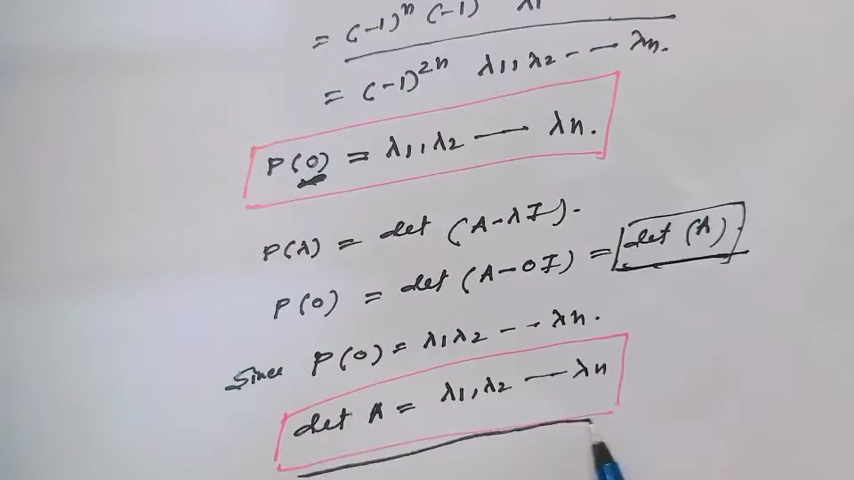 = (-1)ⁿ (-1) λ₁
= (-1)²ⁿ λ₁, λ₂ - - — λn.
P(0) = λ₁, λ₂ —— λn.
P(λ) = det (A-λI).
P(0) = det (A-0I) = det (A).
Since P(0) = λ₁λ₂ - - λn.
det A = λ₁, λ₂ —— λn